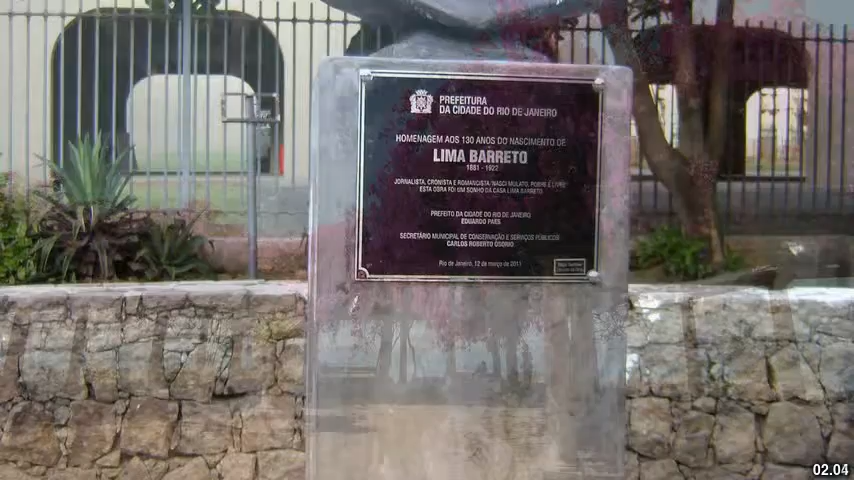 PREFEITURA
DA CIDADE DO RIO DE JANEIRO
HOMENAGEM AOS 130 ANOS DO NASCIMENTO DE
LIMA BARRETO
1881 - 1922
JORNALISTA, CRONISTA E ROMANCISTA "NASCI MULATO, POBRE E LIVRE"
ESTA OBRA FOI UM SONHO DA CASA LIMA BARRETO.
PREFEITO DA CIDADE DO RIO DE JANEIRO
EDUARDO PAES
SECRETÁRIO MUNICIPAL DE CONSERVAÇÃO E SERVIÇOS PÚBLICOS
CARLOS ROBERTO OSORIO
Rio de Janeiro, 12 de março de 2011
02.04